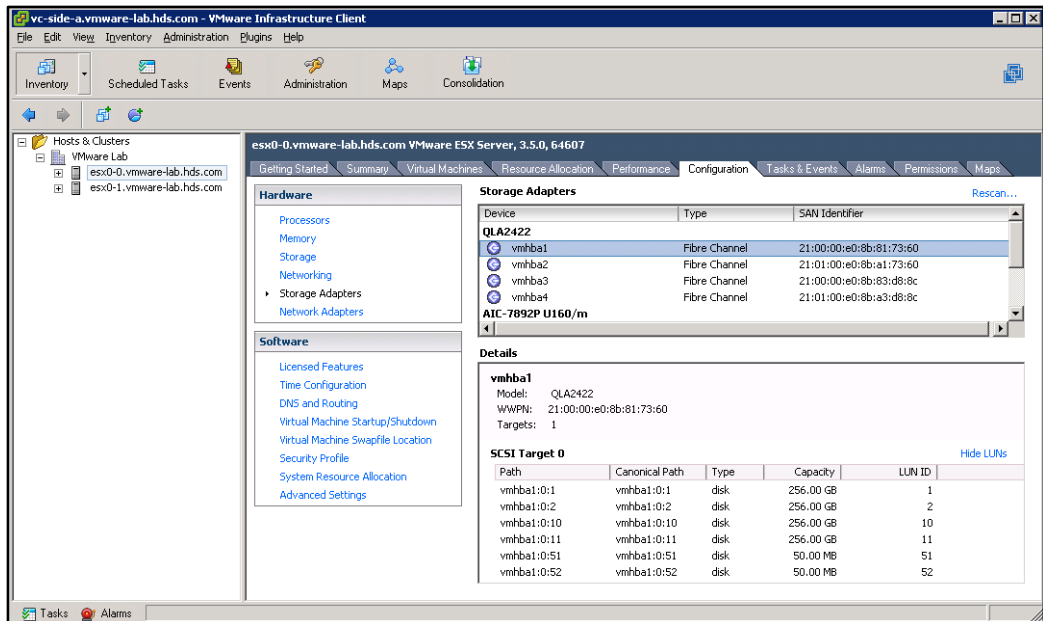 vc-side-a.vmware-lab.hds.com - VMware Infrastructure Client
File Edit View Inventory Administration Plugins Help
Inventory Scheduled Tasks Events Administration Maps Consolidation
Hosts & Clusters
VMware Lab
esx0-0.vmware-lab.hds.com
esx0-1.vmware-lab.hds.com
esx0-0.vmware-lab.hds.com VMware ESX Server, 3.5.0, 64607
Getting Started Summary Virtual Machines Resource Allocation Performance Configuration Tasks & Events Alarms Permissions Maps
Hardware
Processors
Memory
Storage
Networking
Storage Adapters
Network Adapters
Software
Licensed Features
Time Configuration
DNS and Routing
Virtual Machine Startup/Shutdown
Virtual Machine Swapfile Location
Security Profile
System Resource Allocation
Advanced Settings
Storage Adapters Rescan...
Device Type SAN Identifier
QLA2422
vmhba1 Fibre Channel 21:00:00:e0:8b:81:73:60
vmhba2 Fibre Channel 21:01:00:e0:8b:a1:73:60
vmhba3 Fibre Channel 21:00:00:e0:8b:83:d8:8c
vmhba4 Fibre Channel 21:01:00:e0:8b:a3:d8:8c
AIC-7892P U160/m
Details
vmhba1
Model: QLA2422
WWPN: 21:00:00:e0:8b:81:73:60
Targets: 1
SCSI Target 0 Hide LUNs
Path Canonical Path Type Capacity LUN ID
vmhba1:0:1 vmhba1:0:1 disk 256.00 GB 1
vmhba1:0:2 vmhba1:0:2 disk 256.00 GB 2
vmhba1:0:10 vmhba1:0:10 disk 256.00 GB 10
vmhba1:0:11 vmhba1:0:11 disk 256.00 GB 11
vmhba1:0:51 vmhba1:0:51 disk 50.00 MB 51
vmhba1:0:52 vmhba1:0:52 disk 50.00 MB 52
Tasks Alarms